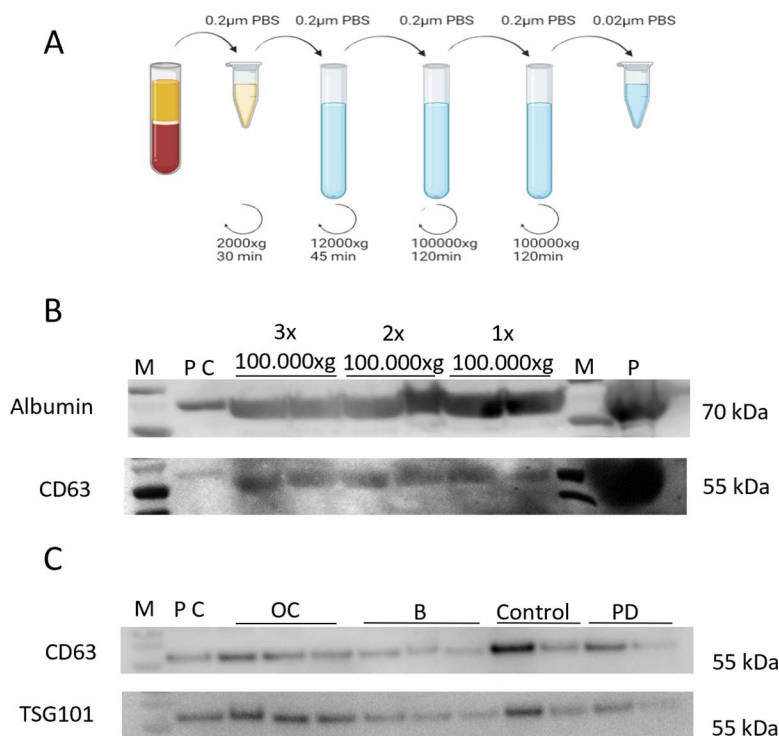 A
0.2µm PBS 0.2µm PBS 0.2µm PBS 0.2µm PBS 0.02µm PBS
2000xg 12000xg 100000xg 100000xg
30 min 45 min 120min 120min
B
3x 2x 1x
M P C 100.000xg 100.000xg 100.000xg M P
Albumin 70 kDa
CD63 55 kDa
C
M P C OC B Control PD
CD63 55 kDa
TSG101 55 kDa